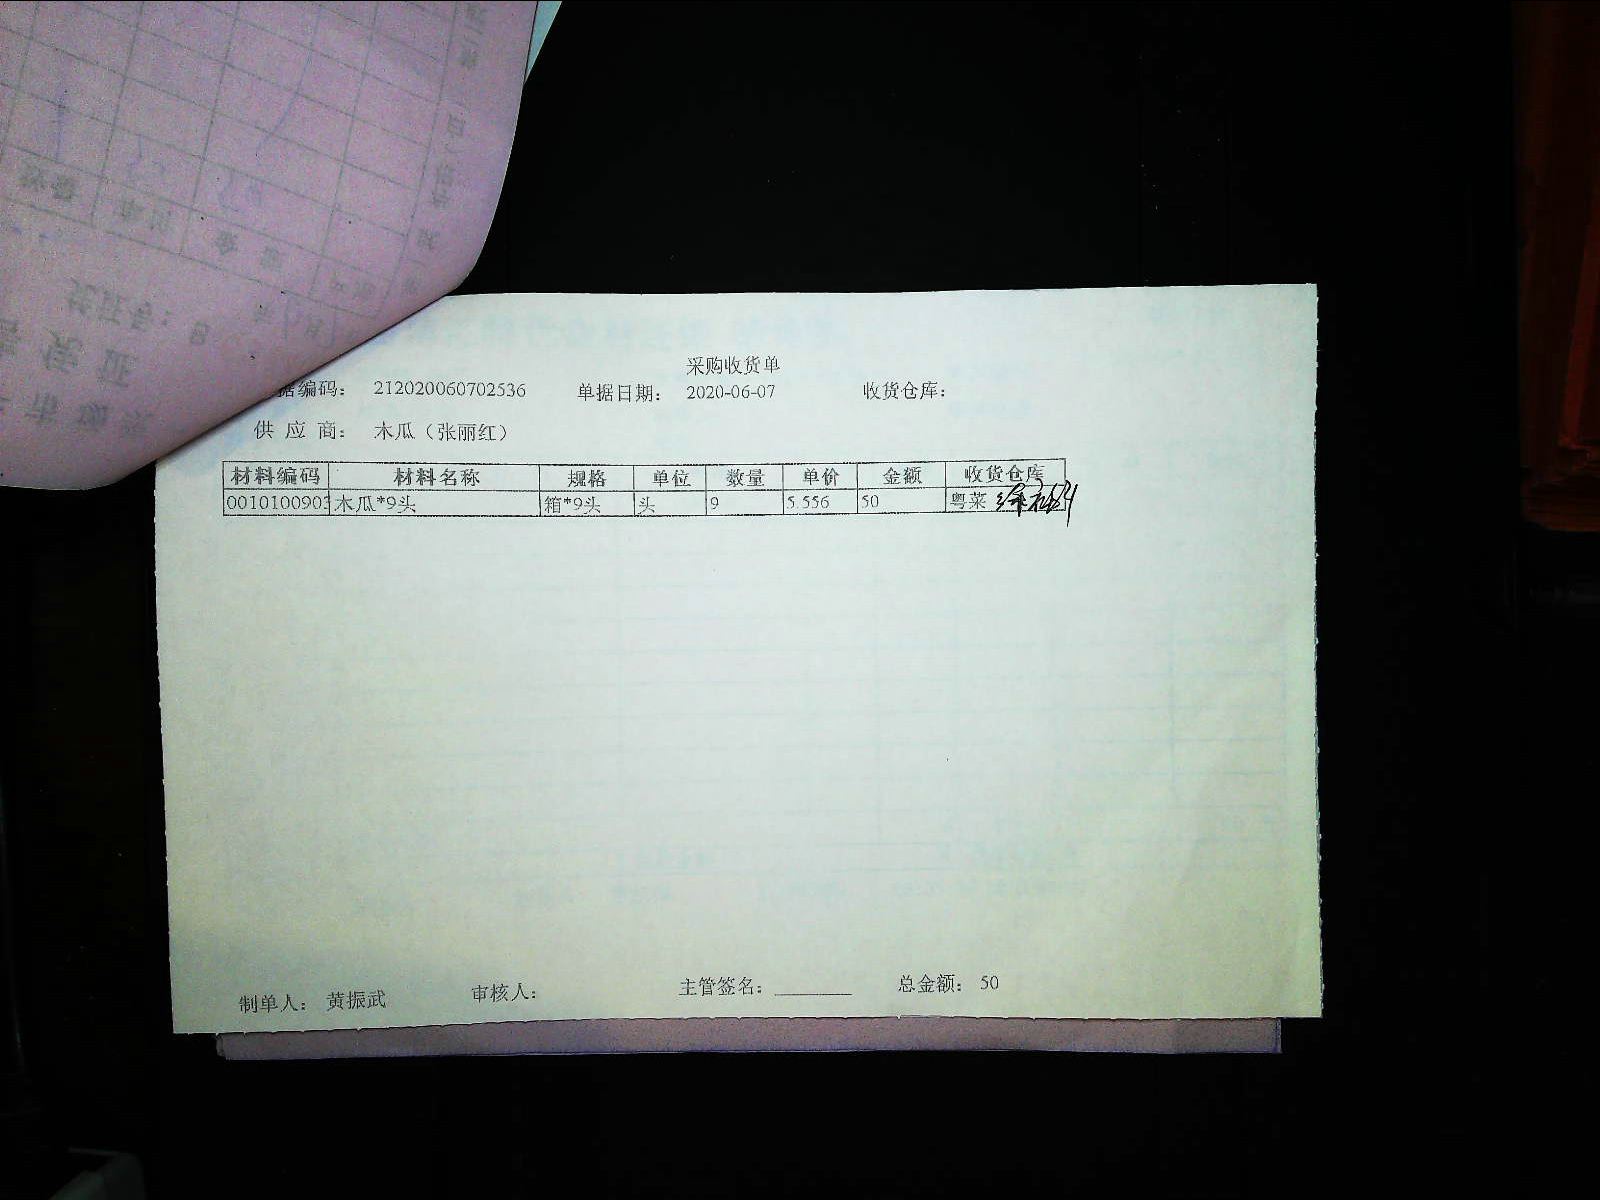 采购收货单
据编码： 212020060702536 单据日期： 2020-06-07 收货仓库：
供 应 商： 木瓜（张丽红）
材料编码 材料名称 规格 单位 数量 单价 金额 收货仓库
0010100903 木瓜*9头 箱*9头 头 9 5.556 50 粤菜
制单人： 黄振武 审核人： 主管签名：________ 总金额： 50